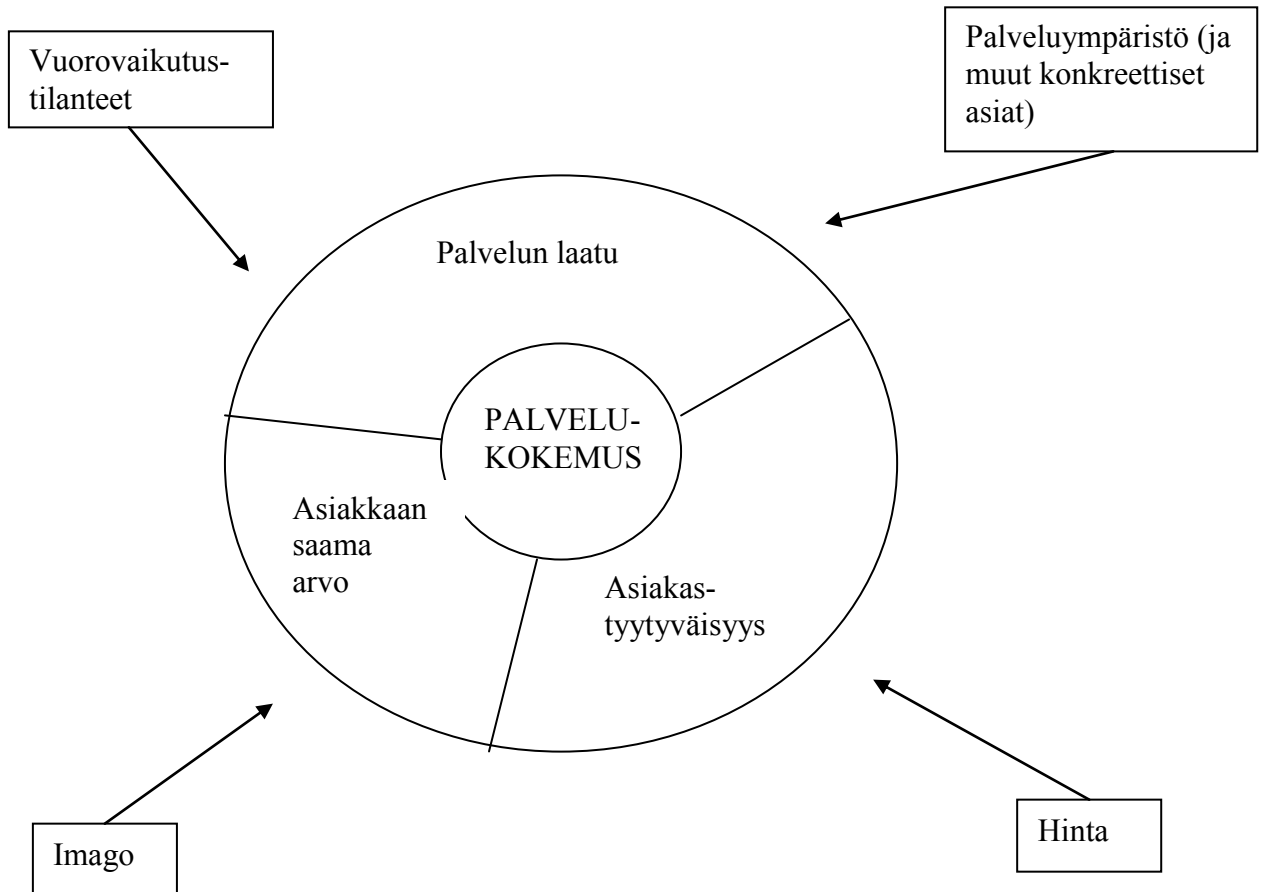 Vuorovaikutus-
tilanteet
Palveluympäristö (ja
muut konkreettiset
asiat)
Palvelun laatu
PALVELU-
KOKEMUS
Asiakkaan
saama
arvo
Asiakas-
tyytyväisyys
Imago
Hinta